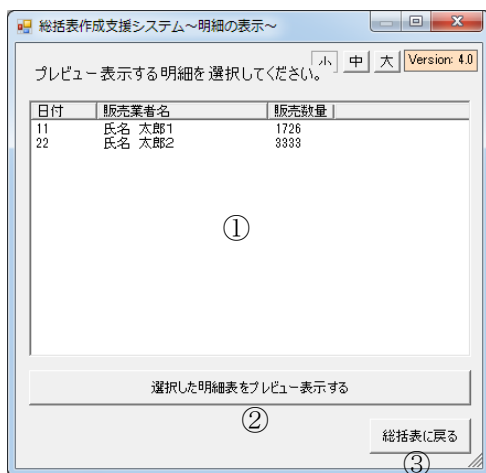 総括表作成支援システム～明細の表示～
プレビュー表示する明細を選択してください。 小 中 大 Version: 4.0
日付 販売業者名 販売数量
11 氏名 太郎1 1726
22 氏名 太郎2 3333
①
選択した明細表をプレビュー表示する
②
総括表に戻る
③